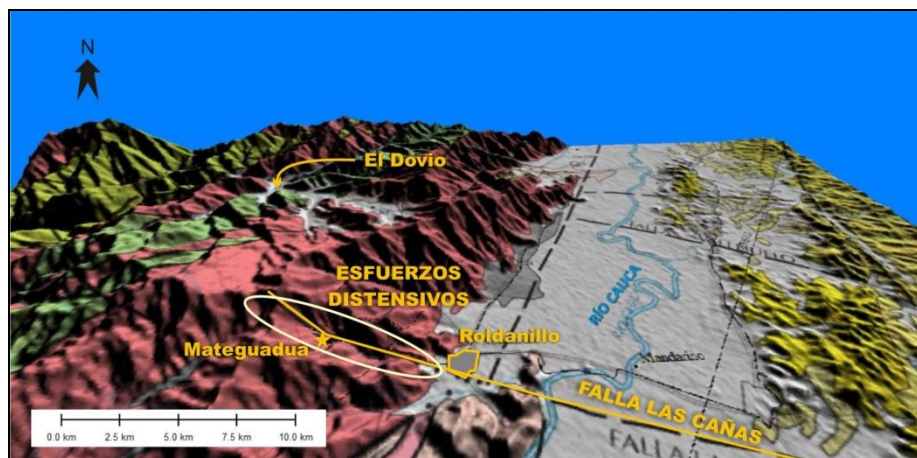 N
El Dovio
ESFUERZOS
DISTENSIVOS
RÍO CAUCA
Mateguadua
Roldanillo
Mandarino
FALLA LAS CAÑAS
FALLA
0.0 km 2.5 km 5.0 km 7.5 km 10.0 km